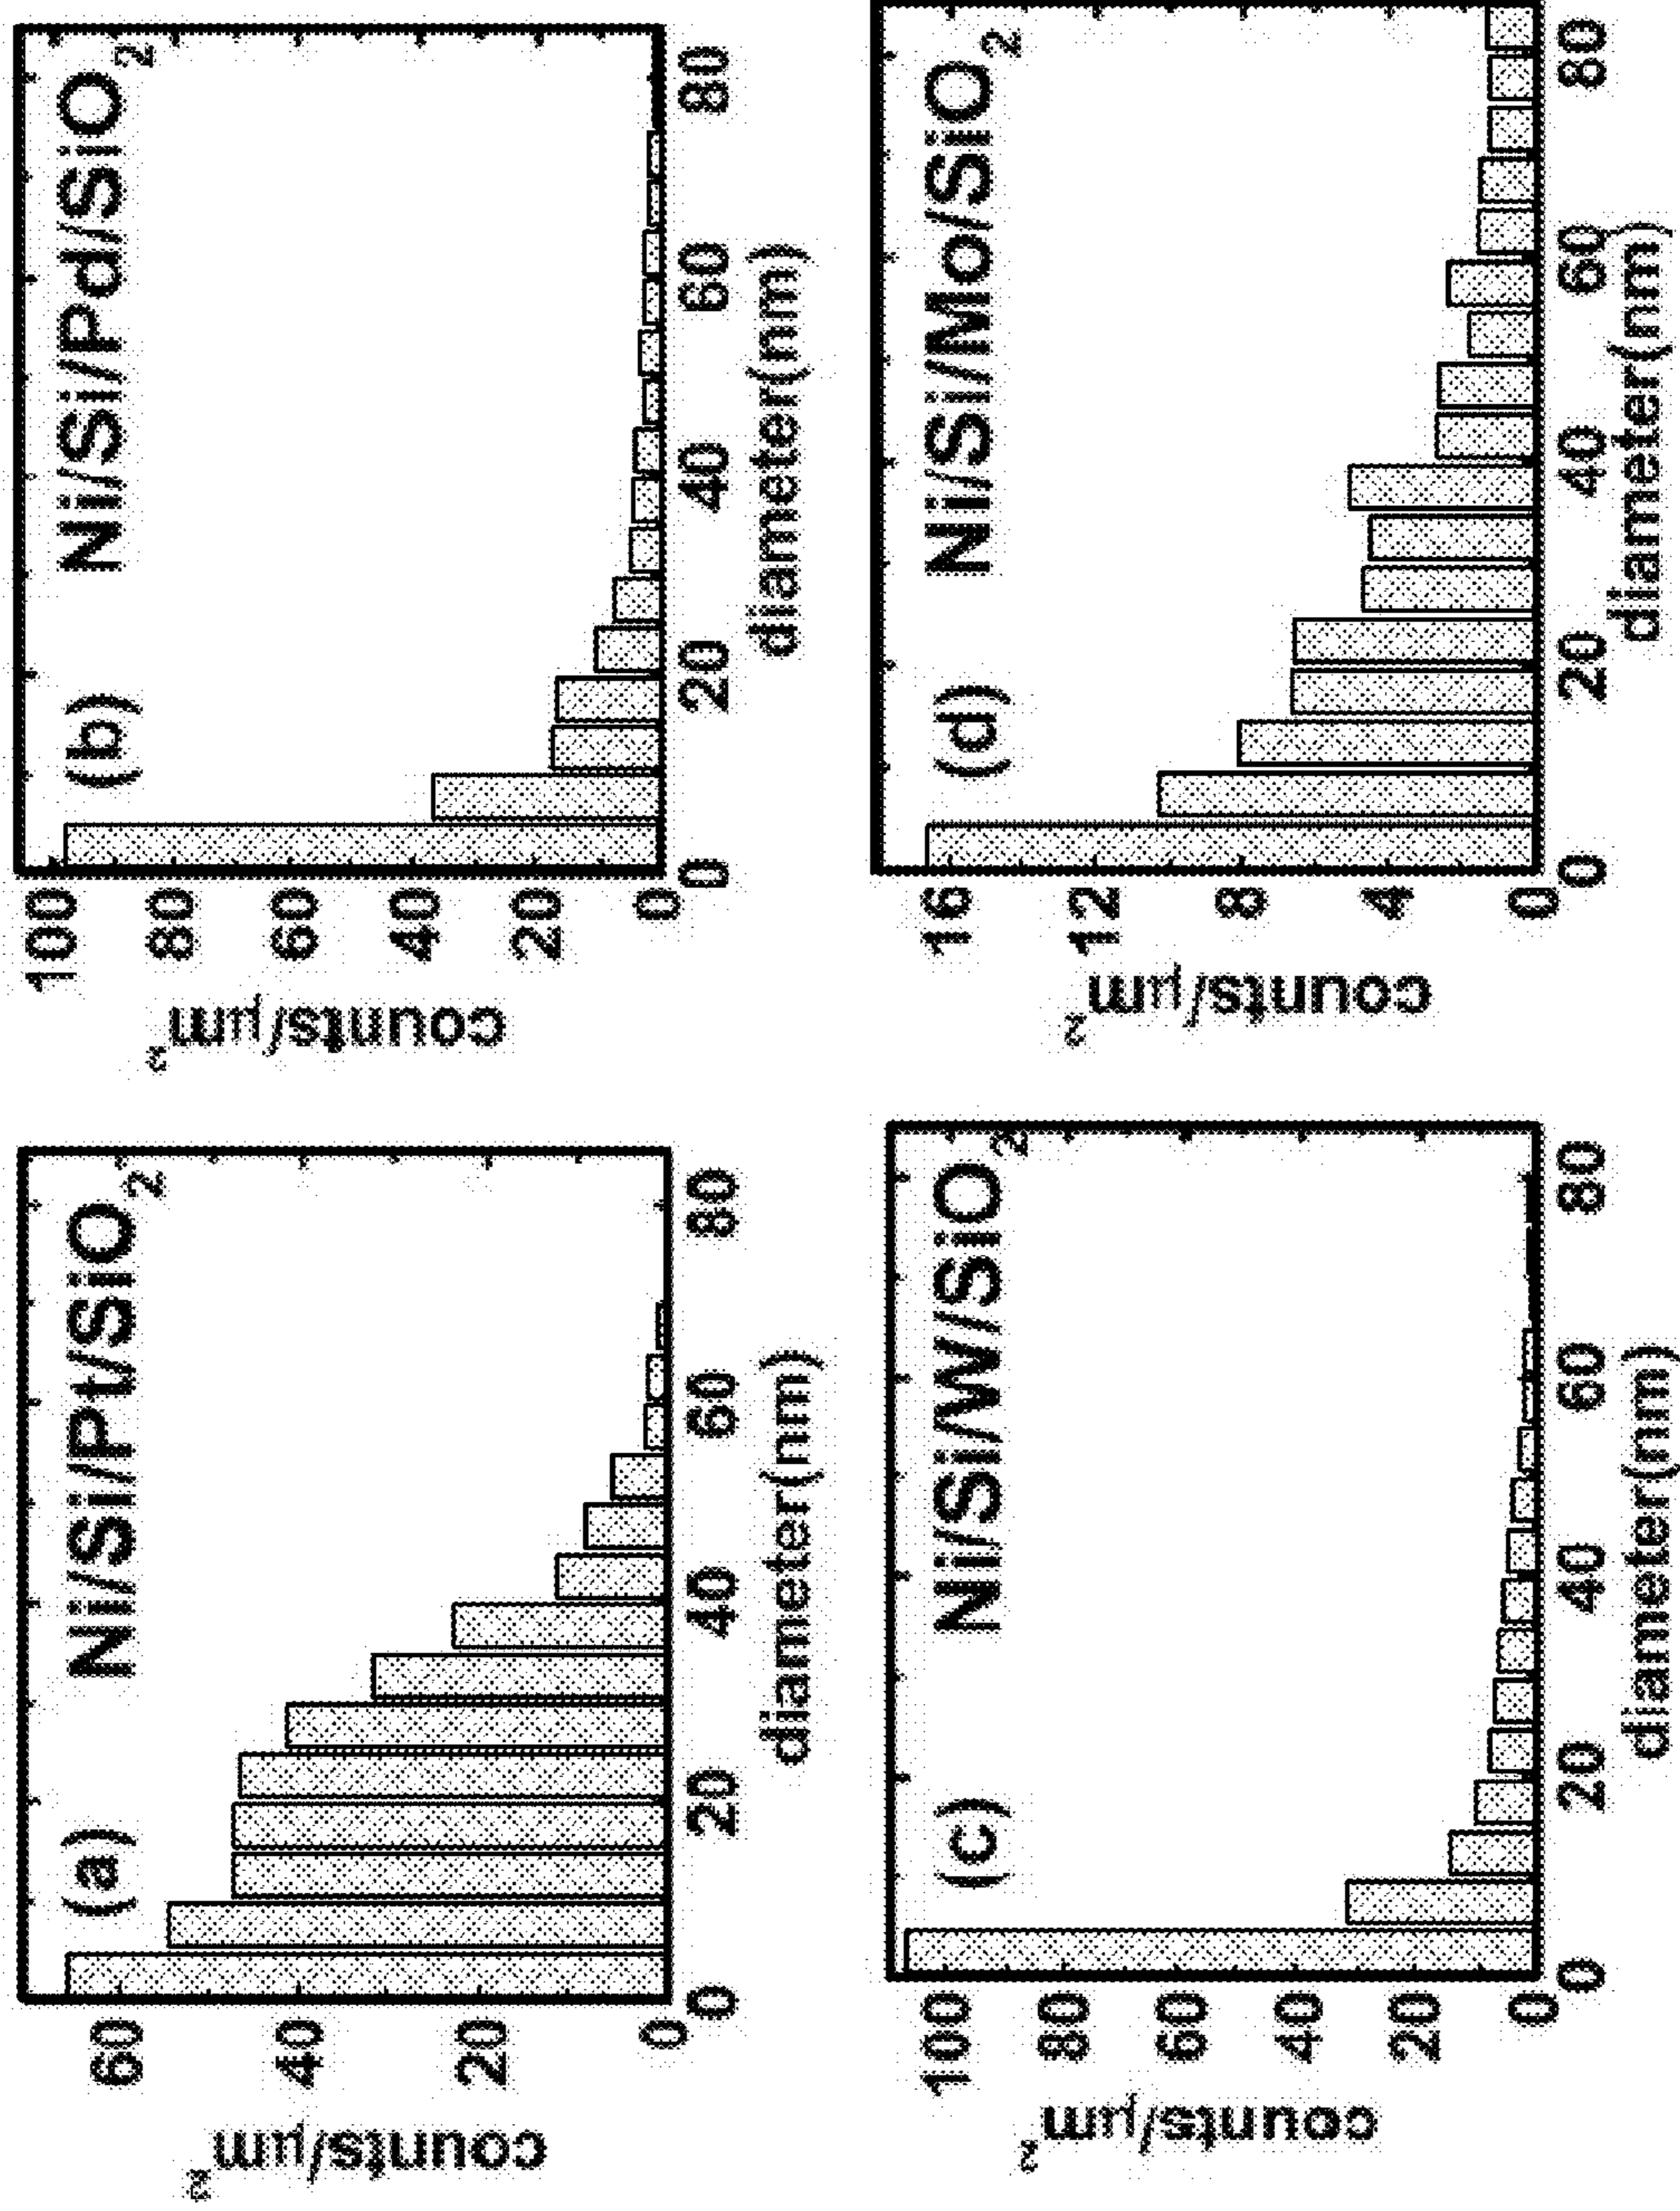 (a) Ni/Si/Pt/SiO₂
counts/μm²
60
40
20
0
0 20 40 60 80
diameter(nm)
(b) Ni/Si/Pd/SiO₂
counts/μm²
100
80
60
40
20
0
0 20 40 60 80
diameter(nm)
(c) Ni/Si/W/SiO₂
counts/μm²
100
80
60
40
20
0
0 20 40 60 80
diameter(nm)
(d) Ni/Si/Mo/SiO₂
counts/μm²
16
12
8
4
0
0 20 40 60 80
diameter(nm)